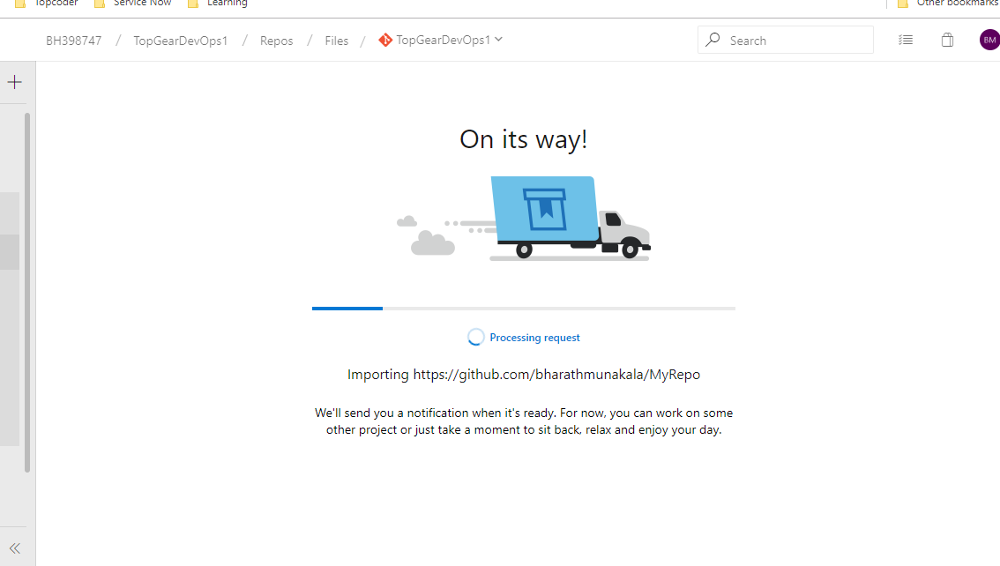 Topcoder Service Now Learning Other bookmarks
BH398747 / TopGearDevOps1 / Repos / Files / TopGearDevOps1 Search BM
On its way!
Processing request
Importing https://github.com/bharathmunakala/MyRepo
We'll send you a notification when it's ready. For now, you can work on some
other project or just take a moment to sit back, relax and enjoy your day.